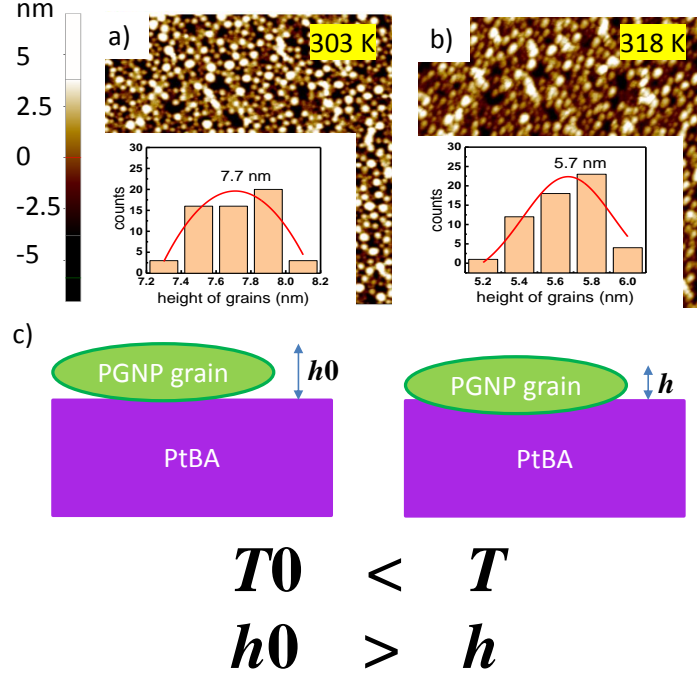 nm
5
2.5
0
-2.5
-5
a)
303 K
30
25
20
15
10
5
0
counts
7.7 nm
7.2 7.4 7.6 7.8 8.0 8.2
height of grains (nm)
b)
318 K
30
25
20
15
10
5
0
counts
5.7 nm
5.2 5.4 5.6 5.8 6.0
height of grains (nm)
c)
PGNP grain
h0
PtBA
PGNP grain
h
PtBA
T0 < T
h0 > h